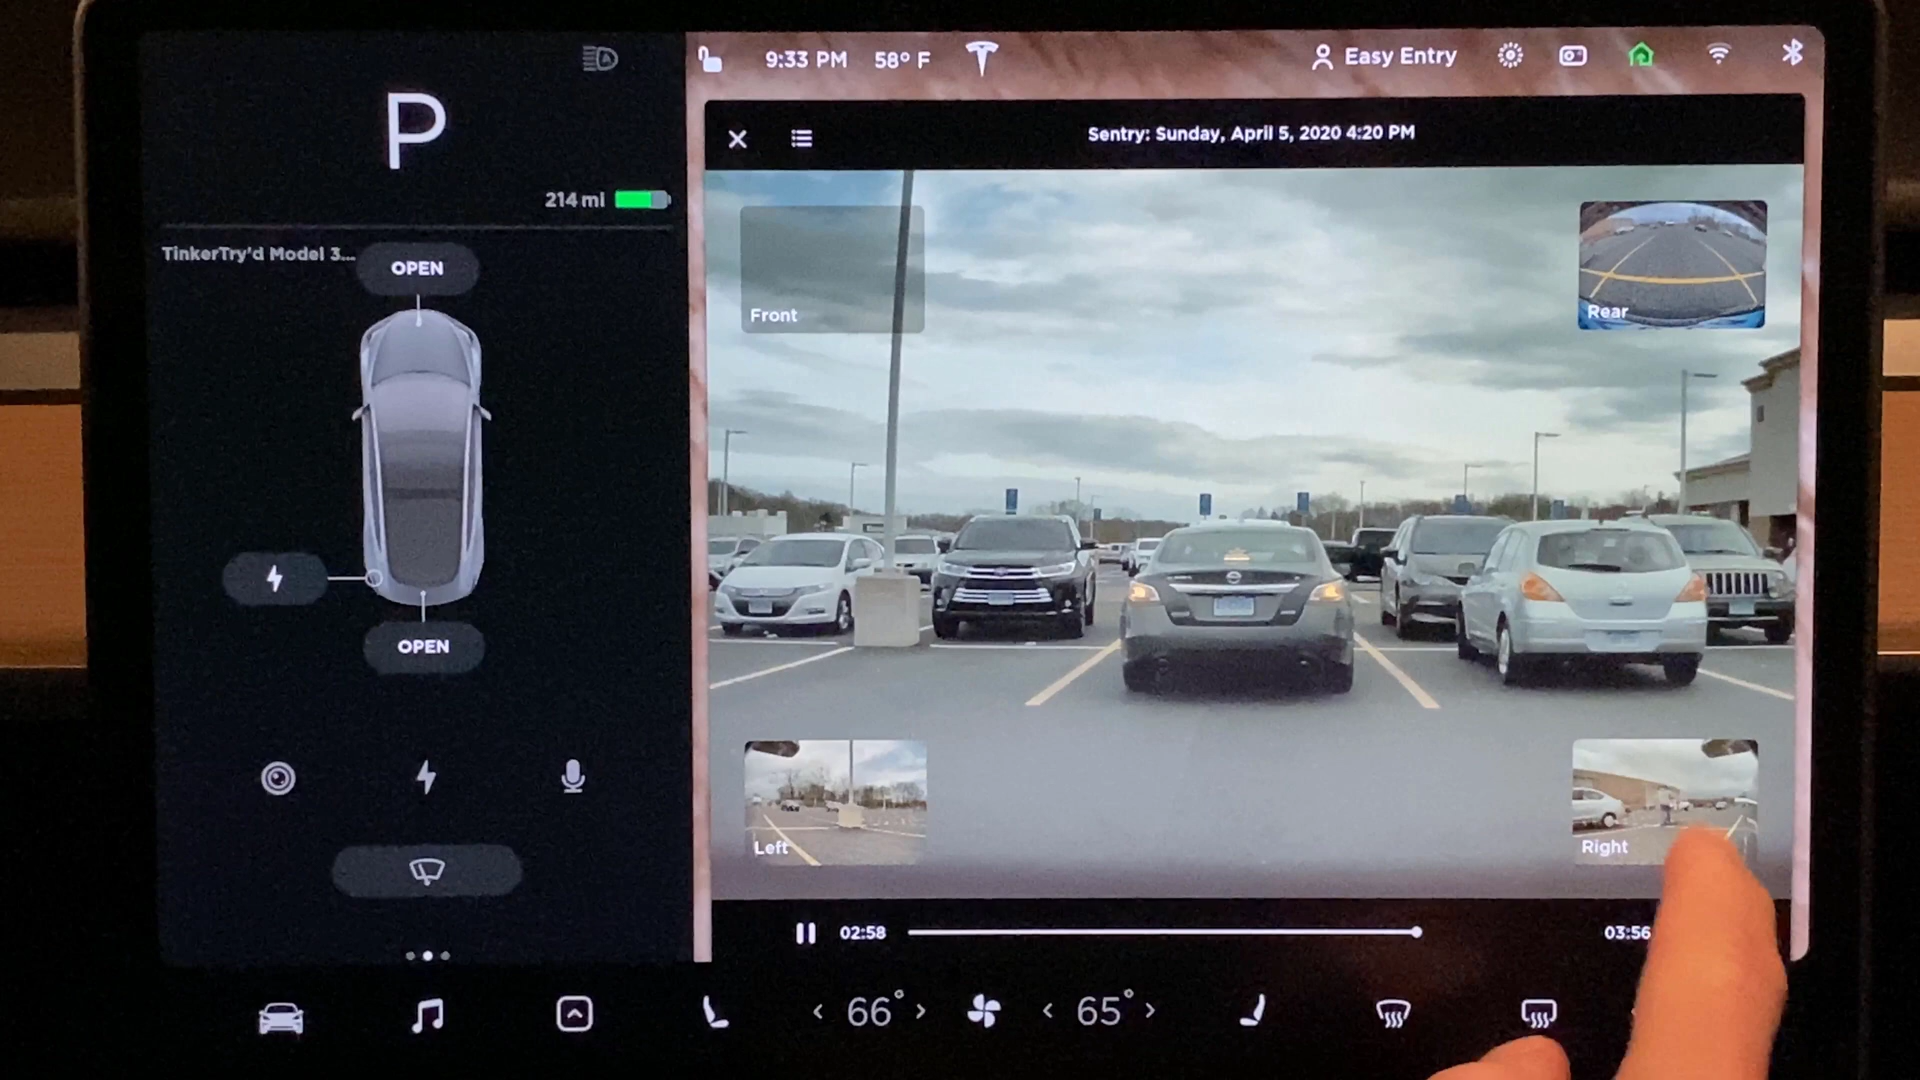 9:33 PM 58° F Easy Entry
P
214 mi
Sentry: Sunday, April 5, 2020 4:20 PM
TinkerTry'd Model 3...
OPEN
Front
Rear
OPEN
Left
Right
02:58 03:56
66° 65°